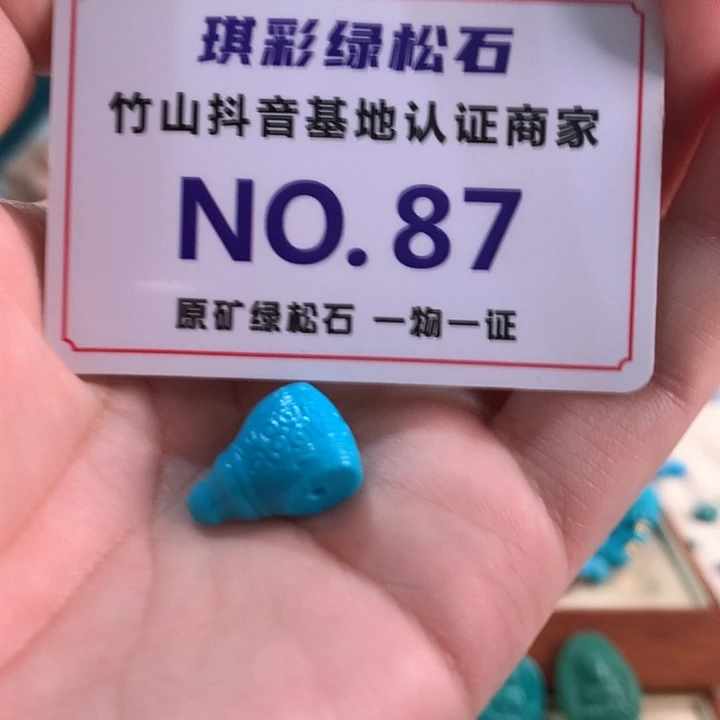 琪彩绿松石
竹山抖音基地认证商家
NO.87
原矿绿松石 一物一证